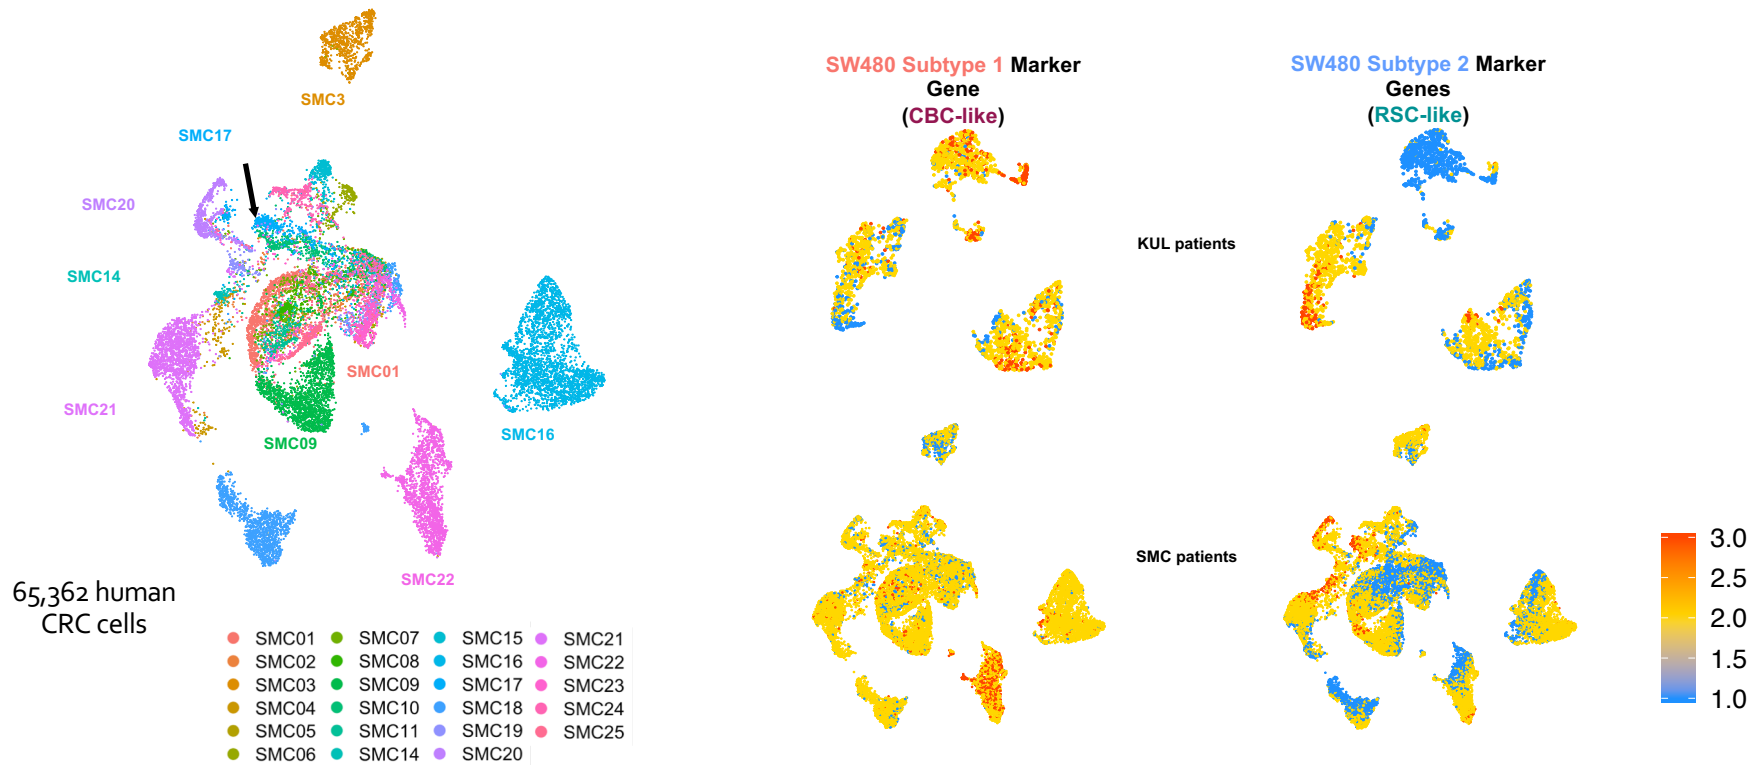 SMC3
SMC17
SMC20
SMC14
SMC01
SMC21
SMC09
SMC16
SMC22
65,362 human
CRC cells
SMC01
SMC02
SMC03
SMC04
SMC05
SMC06
SMC07
SMC08
SMC09
SMC10
SMC11
SMC14
SMC15
SMC16
SMC17
SMC18
SMC19
SMC20
SMC21
SMC22
SMC23
SMC24
SMC25
SW480 Subtype 1 Marker
Gene
(CBC-like)
SW480 Subtype 2 Marker
Genes
(RSC-like)
KUL patients
SMC patients
3.0
2.5
2.0
1.5
1.0